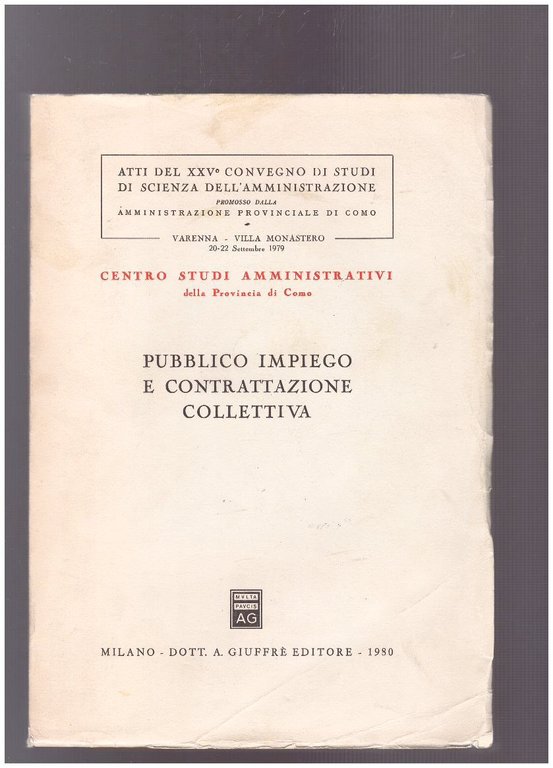 ATTI DEL XXVº CONVEGNO DI STUDI
DI SCIENZA DELL'AMMINISTRAZIONE
PROMOSSO DALLA
AMMINISTRAZIONE PROVINCIALE DI COMO
VARENNA - VILLA MONASTERO
20-22 Settembre 1979
CENTRO STUDI AMMINISTRATIVI
della Provincia di Como
PUBBLICO IMPIEGO
E CONTRATTAZIONE
COLLETTIVA
MVLTA
PAVCIS
AG
MILANO - DOTT. A. GIUFFRÈ EDITORE - 1980